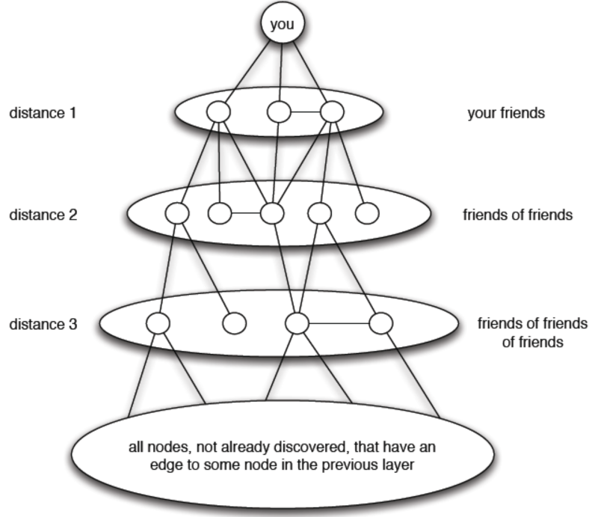 you
distance 1
your friends
distance 2
friends of friends
distance 3
friends of friends
of friends
all nodes, not already discovered, that have an
edge to some node in the previous layer